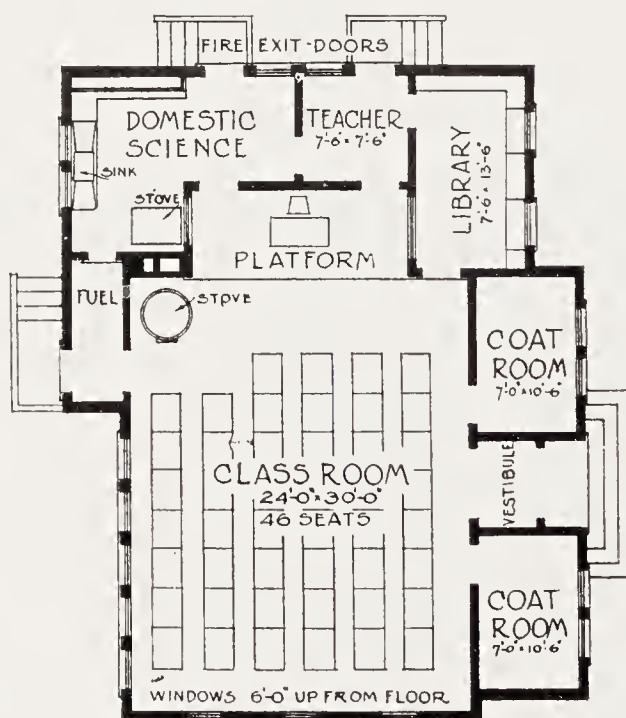 FIRE EXIT-DOORS
DOMESTIC
SCIENCE
TEACHER
7'-6" × 7'-6"
LIBRARY
7'-6" × 13'-6"
SINK
STOVE
PLATFORM
FUEL
STOVE
COAT
ROOM
7'-0" × 10'-6"
CLASS ROOM
24'-0" × 30'-0"
46 SEATS
VESTIBULE
COAT
ROOM
7'-0" × 10'-6"
WINDOWS 6'-0" UP FROM FLOOR